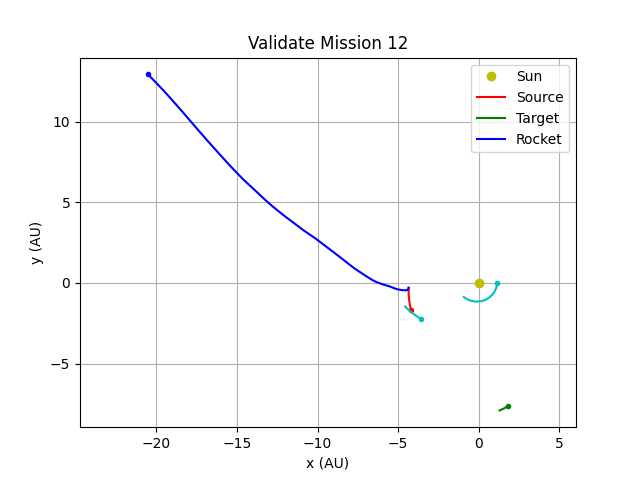 Validate Mission 12
Sun
Source
Target
Rocket
10
5
0
−5
y (AU)
−20
−15
−10
−5
0
5
x (AU)